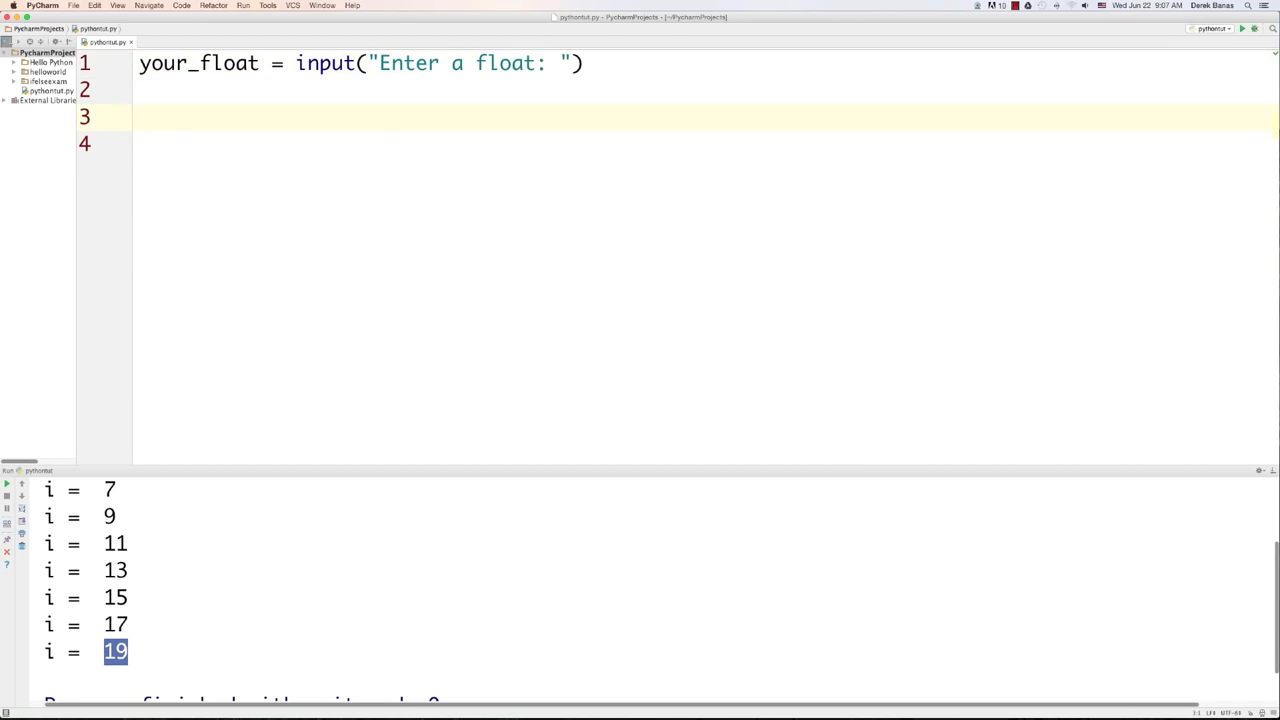 PyCharm File Edit View Navigate Code Refactor Run Tools VCS Window Help 10 Wed Jun 22 9:07 AM Derek Banas
pythontut.py - PycharmProjects - [~/PycharmProjects]
PycharmProjects pythontut.py pythontut
pythontut.py
PycharmProject
Hello Python
helloworld
ifelseexam
pythontut.py
External Librarie
1 your_float = input("Enter a float: ")
2
3
4
Run pythontut
i = 7
i = 9
i = 11
i = 13
i = 15
i = 17
i = 19
3:1 LF UTF-8